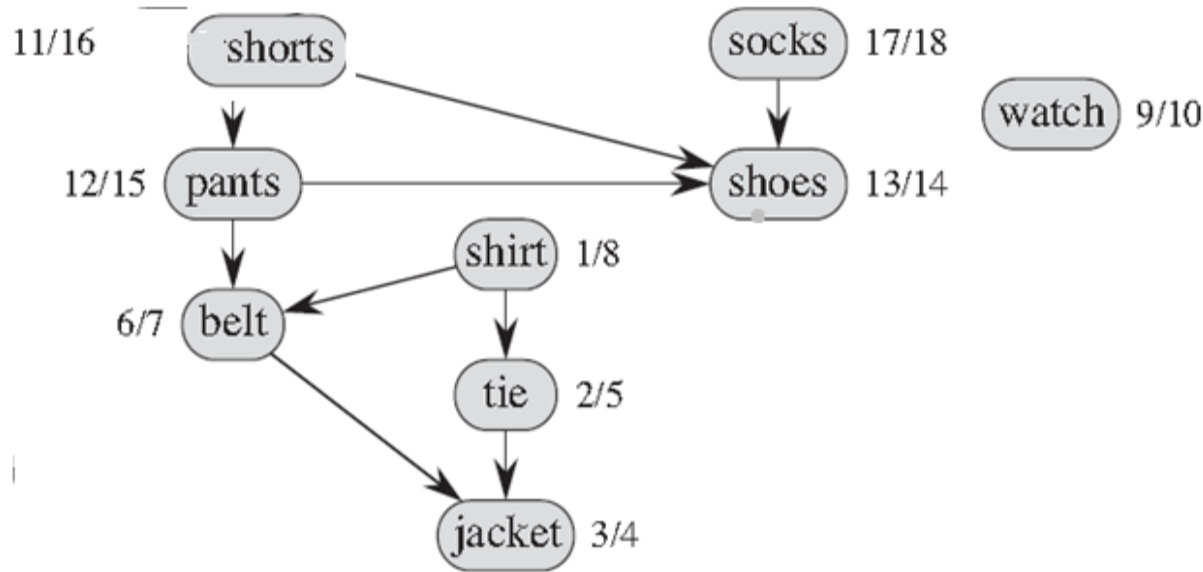 11/16 shorts socks 17/18
watch 9/10
12/15 pants shoes 13/14
shirt 1/8
6/7 belt
tie 2/5
jacket 3/4